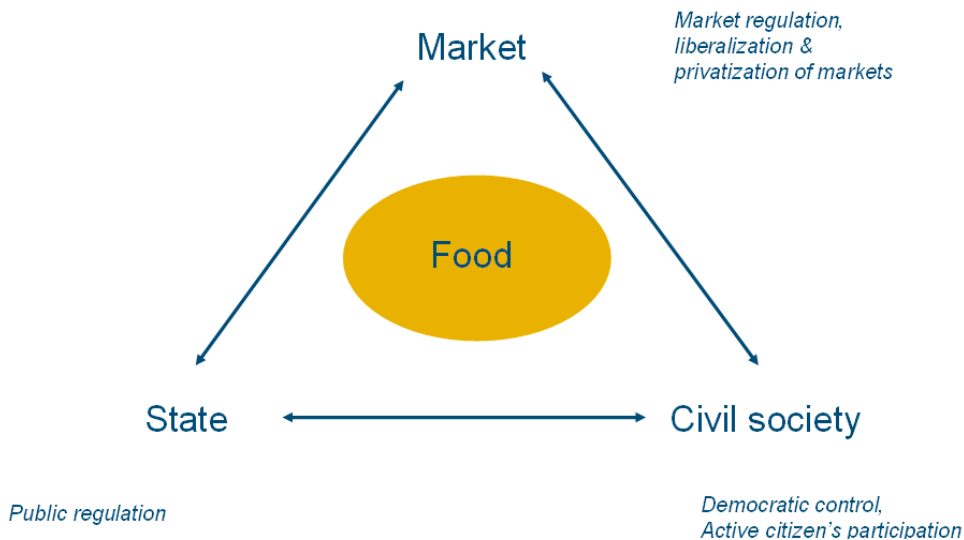 Market
Market regulation,
liberalization &
privatization of markets
Food
State
Civil society
Public regulation
Democratic control,
Active citizen's participation